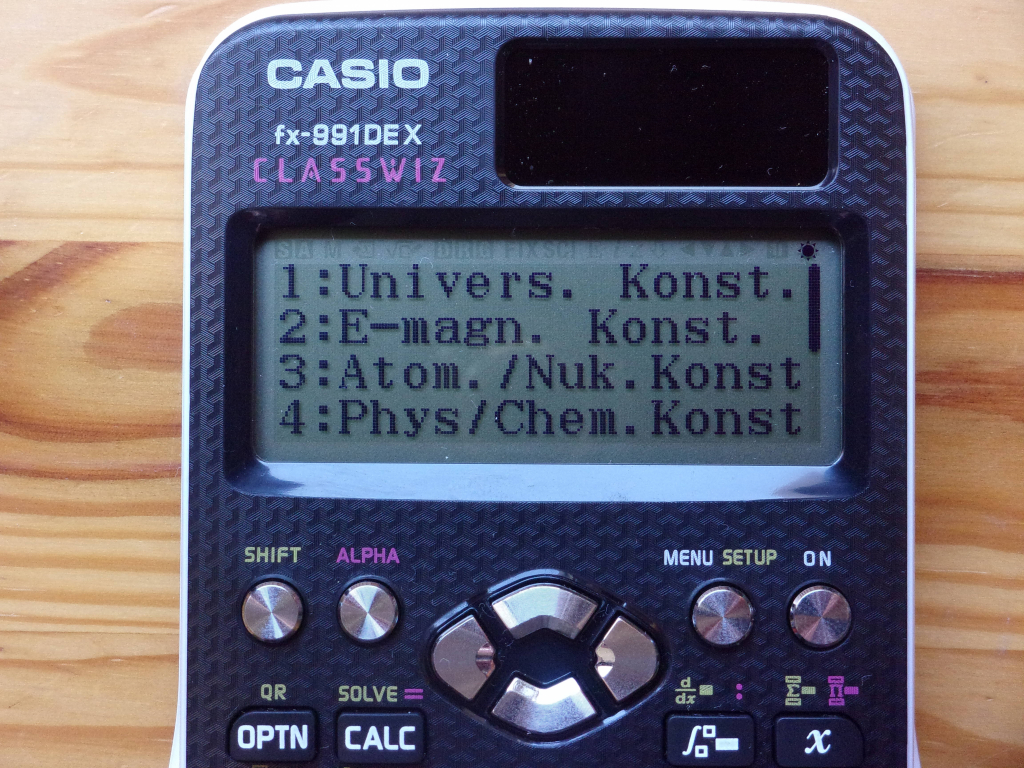 CASIO
fx-991DEX
CLASSWIZ
1:Univers. Konst.
2:E-magn. Konst.
3:Atom./Nuk.Konst
4:Phys/Chem.Konst
SHIFT ALPHA MENU SETUP ON
QR SOLVE = d/dx :  Σ Π
OPTN CALC ∫ x